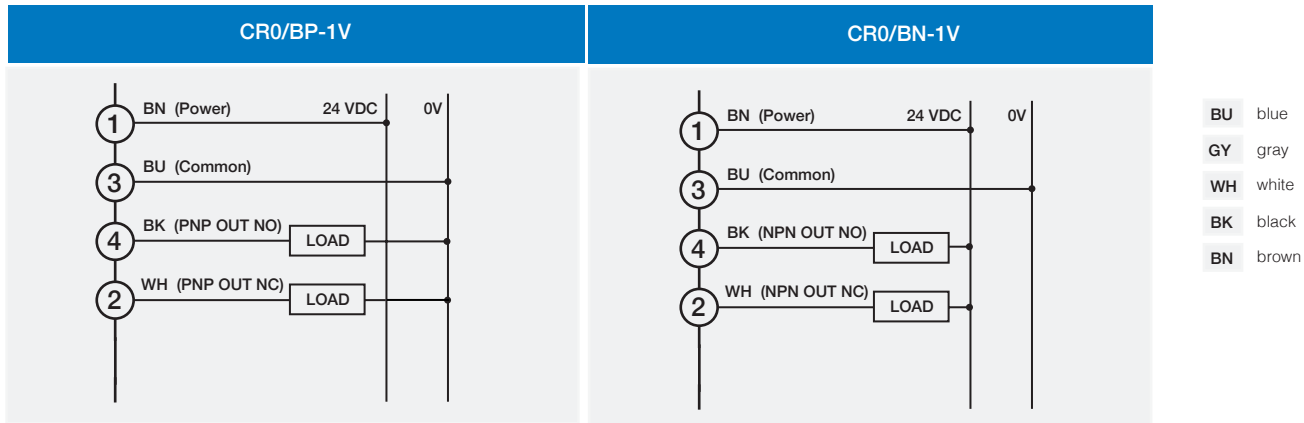 CR0/BP-1V
1 BN (Power) 24 VDC 0V
3 BU (Common)
4 BK (PNP OUT NO) LOAD
2 WH (PNP OUT NC) LOAD
CR0/BN-1V
1 BN (Power) 24 VDC 0V
3 BU (Common)
4 BK (NPN OUT NO) LOAD
2 WH (NPN OUT NC) LOAD
BU blue
GY gray
WH white
BK black
BN brown